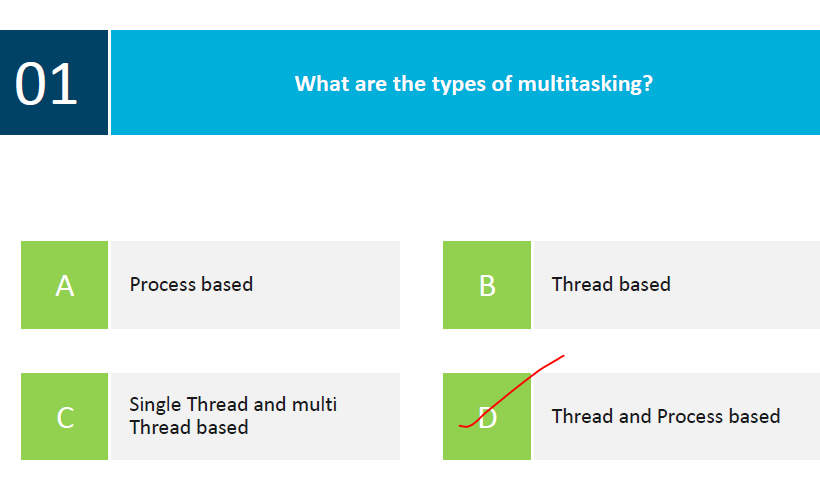 01
What are the types of multitasking?
A
Process based
B
Thread based
C
Single Thread and multi
Thread based
D
Thread and Process based